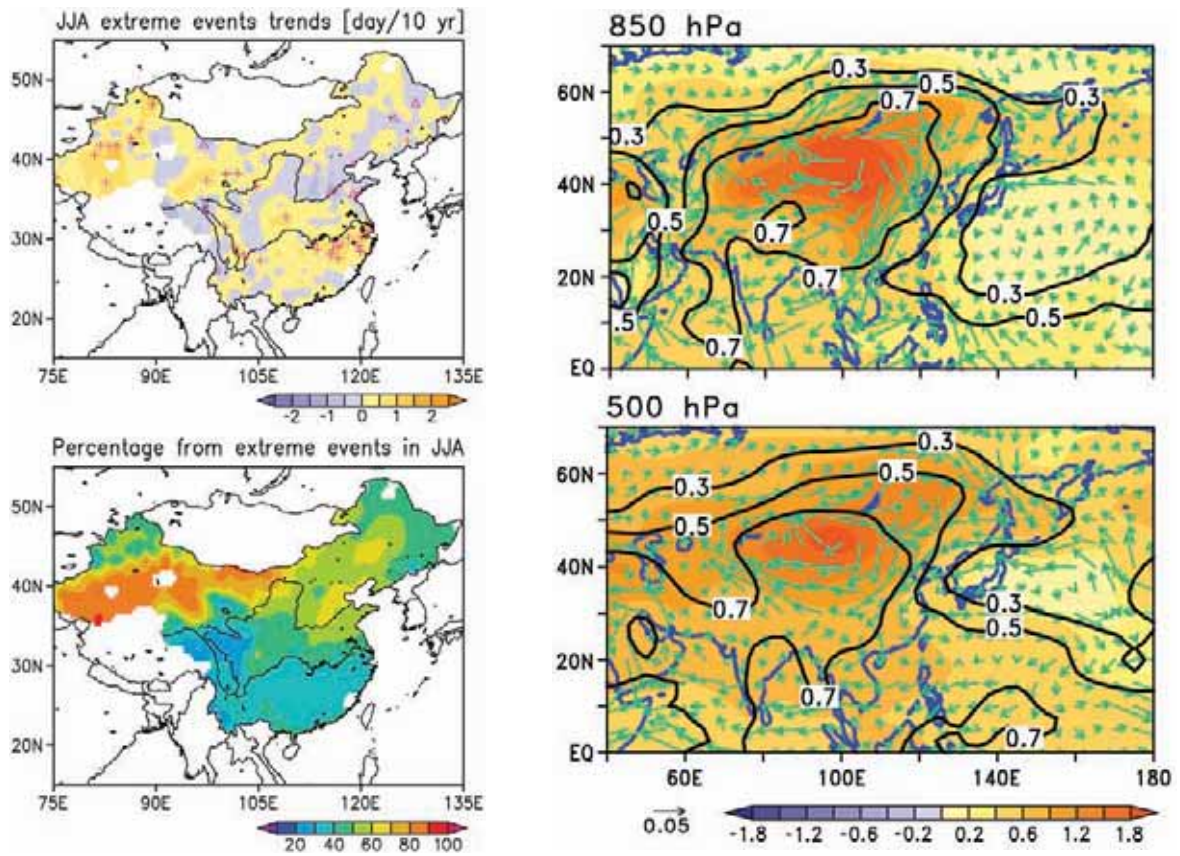 JJA extreme events trends [day/10 yr]
50N
40N
30N
20N
75E 90E 105E 120E 135E
-2 -1 0 1 2
Percentage from extreme events in JJA
50N
40N
30N
20N
75E 90E 105E 120E 135E
20 40 60 80 100
850 hPa
60N
40N
20N
EQ
0.3
0.5
0.7
0.3
0.3
0.5
0.7
0.7
0.3
.5
0.5
0.7
500 hPa
60N
40N
20N
EQ
0.3
0.5
0.3
0.5
0.7
0.3
0.5
0.7
0.7
60E 100E 140E 180
0.05
-1.8 -1.2 -0.6 -0.2 0.2 0.6 1.2 1.8